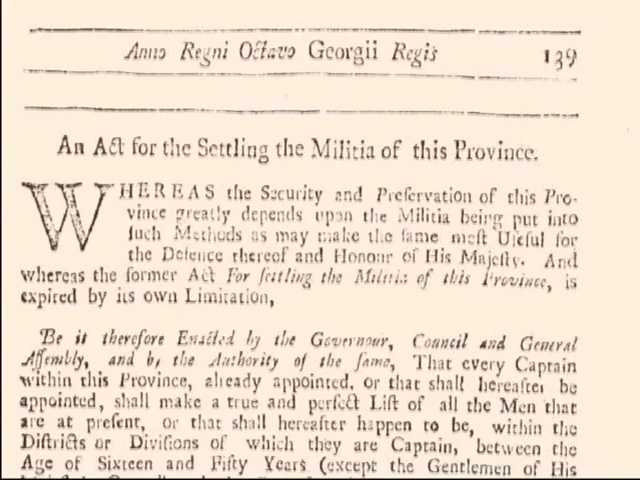 Anno Regni Octavo Georgii Regis 139
An Act for the Settling the Militia of this Province.
WHEREAS the Security and Preſervation of this Pro-
vince greatly depends upon the Militia being put into
ſuch Methods as may make the ſame moſt Uſeful for
the Defence thereof and Honour of His Majeſty. And
whereas the former Act For ſettling the Militia of this Province, is
expired by its own Limitation,
Be it therefore Enacted by the Governour, Council and General
Aſſembly, and by the Authority of the ſame, That every Captain
within this Province, already appointed, or that ſhall hereafter be
appointed, ſhall make a true and perfect Liſt of all the Men that
are at preſent, or that ſhall hereafter happen to be, within the
Diſtricts or Diviſions of which they are Captain, between the
Age of Sixteen and Fifty Years (except the Gentlemen of His